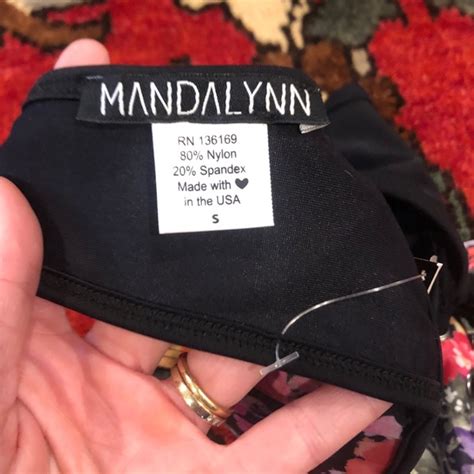 MANDALYNN
RN 136169
80% Nylon
20% Spandex
Made with ♥
in the USA
S